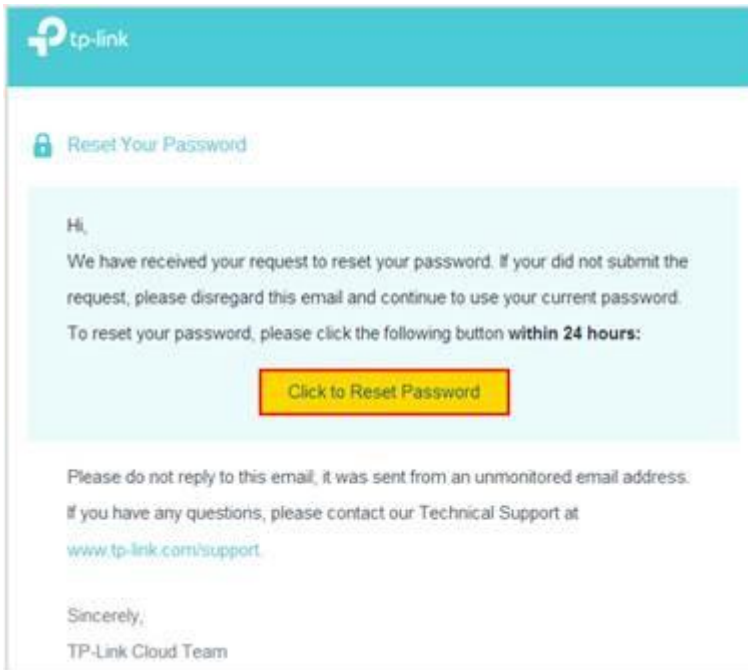 tp-link
Reset Your Password
Hi,
We have received your request to reset your password. If your did not submit the
request, please disregard this email and continue to use your current password.
To reset your password, please click the following button within 24 hours:
Click to Reset Password
Please do not reply to this email; it was sent from an unmonitored email address.
If you have any questions, please contact our Technical Support at
www.tp-link.com/support.
Sincerely,
TP-Link Cloud Team